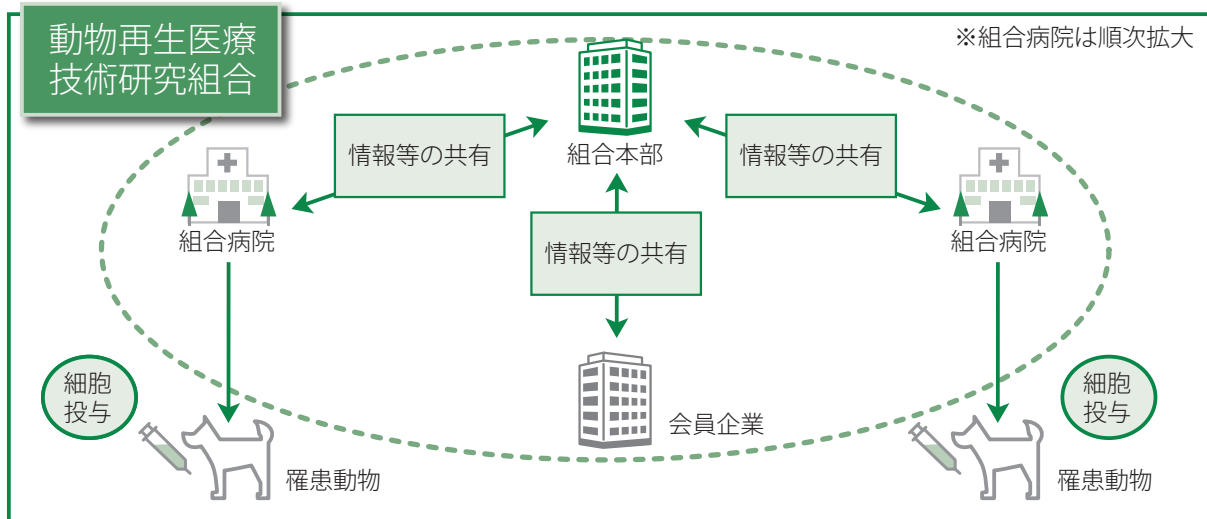 動物再生医療
技術研究組合
※組合病院は順次拡大
情報等の共有
組合本部
情報等の共有
組合病院
情報等の共有
組合病院
細胞
投与
罹患動物
会員企業
細胞
投与
罹患動物